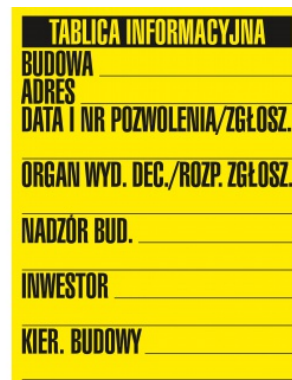 TABLICA INFORMACYJNA
BUDOWA
ADRES
DATA I NR POZWOLENIA/ZGŁOSZ.
ORGAN WYD. DEC./ROZP. ZGŁOSZ.
NADZÓR BUD.
INWESTOR
KIER. BUDOWY